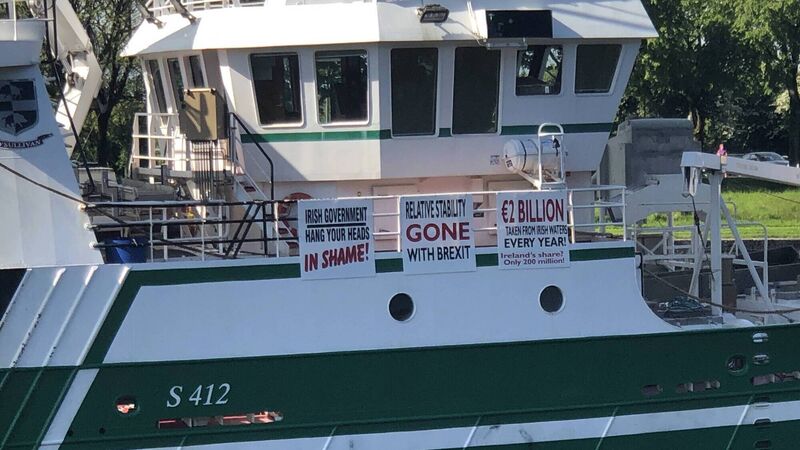 O'SULLIVAN
IRISH GOVERNMENT
HANG YOUR HEADS
IN SHAME!
RELATIVE STABILITY
GONE
WITH BREXIT
€2 BILLION
TAKEN FROM IRISH WATERS
EVERY YEAR!
Ireland's share?
Only 200 million!
S 412